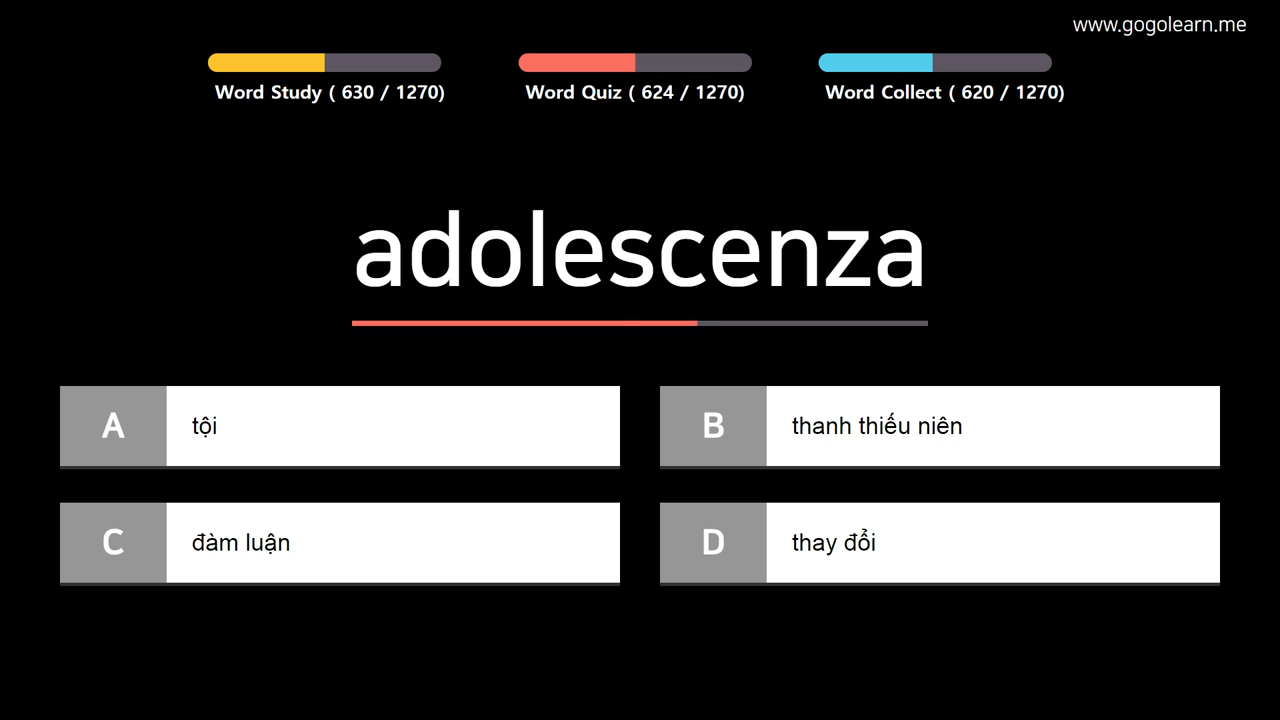 www.gogolearn.me
Word Study ( 630 / 1270)
Word Quiz ( 624 / 1270)
Word Collect ( 620 / 1270)
adolescenza
A tội
B thanh thiếu niên
C đàm luận
D thay đổi